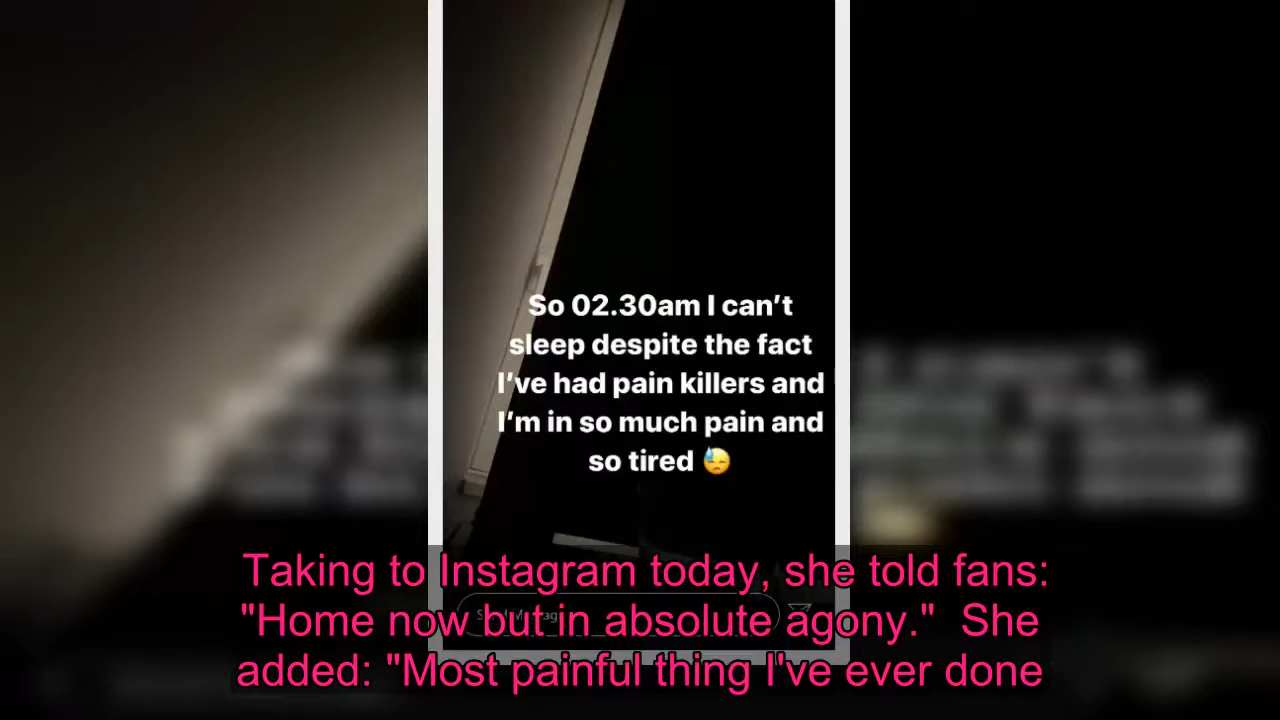 So 02.30am I can’t
sleep despite the fact
I’ve had pain killers and
I’m in so much pain and
so tired 😓
Taking to Instagram today, she told fans:
"Home now but in absolute agony."  She
added: "Most painful thing I've ever done